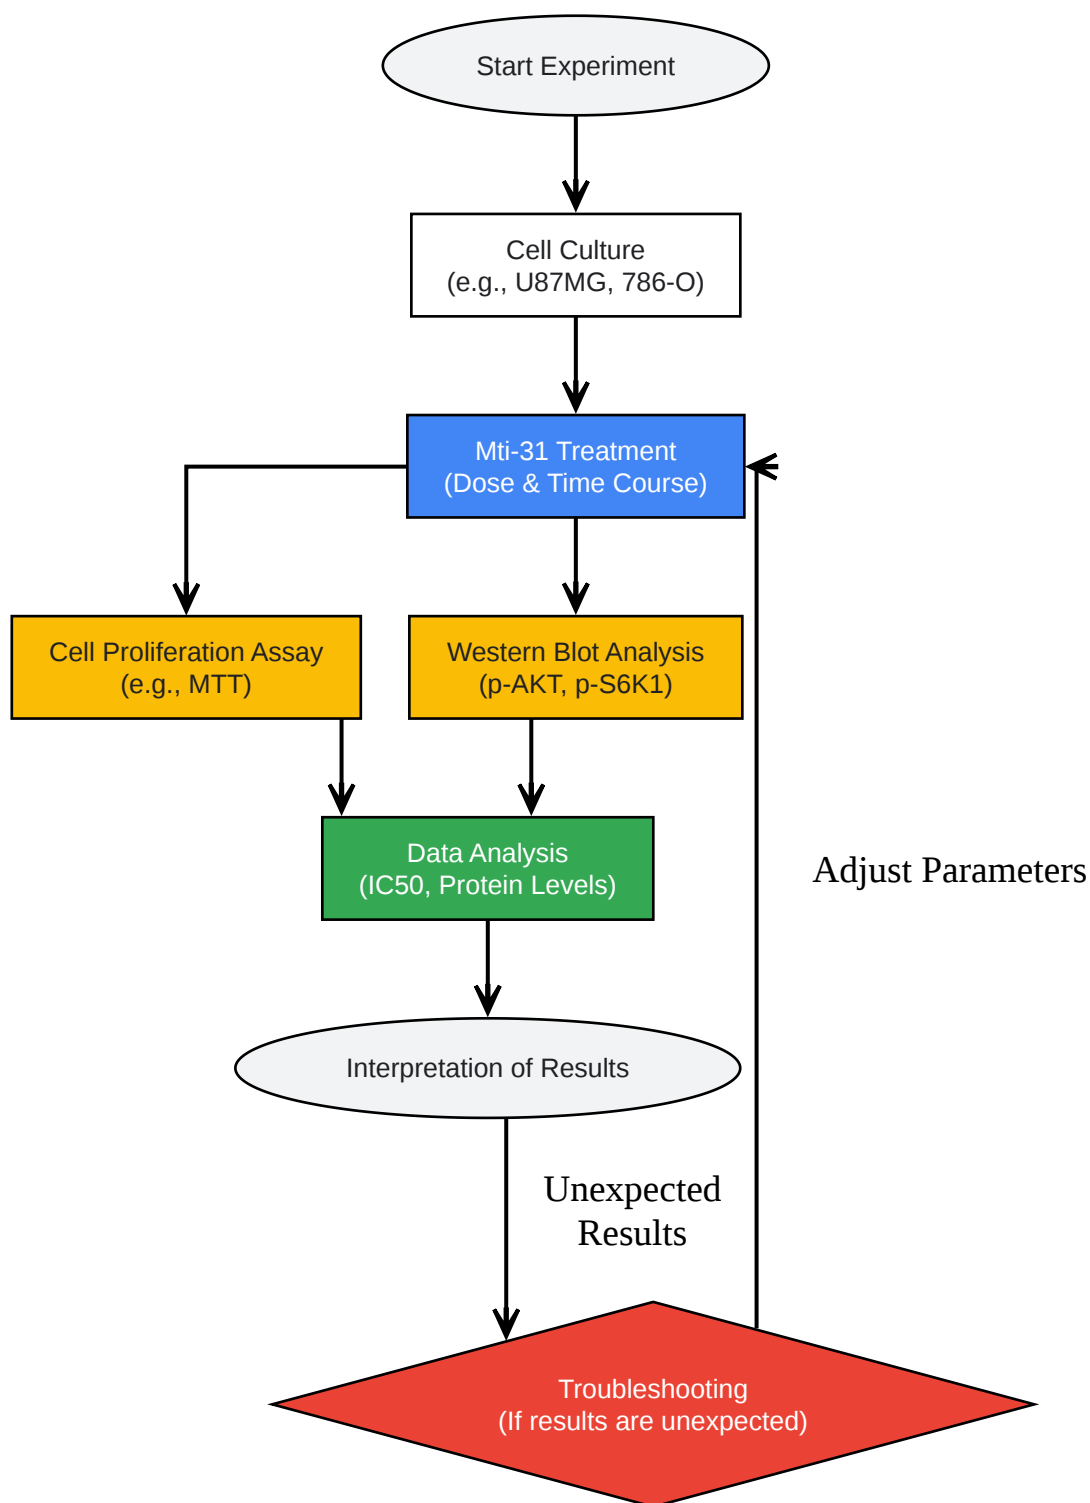 Start Experiment
Cell Culture
(e.g., U87MG, 786-O)
Mti-31 Treatment
(Dose & Time Course)
Cell Proliferation Assay
(e.g., MTT)
Western Blot Analysis
(p-AKT, p-S6K1)
Data Analysis
(IC50, Protein Levels)
Adjust Parameters
Interpretation of Results
Unexpected
Results
Troubleshooting
(If results are unexpected)